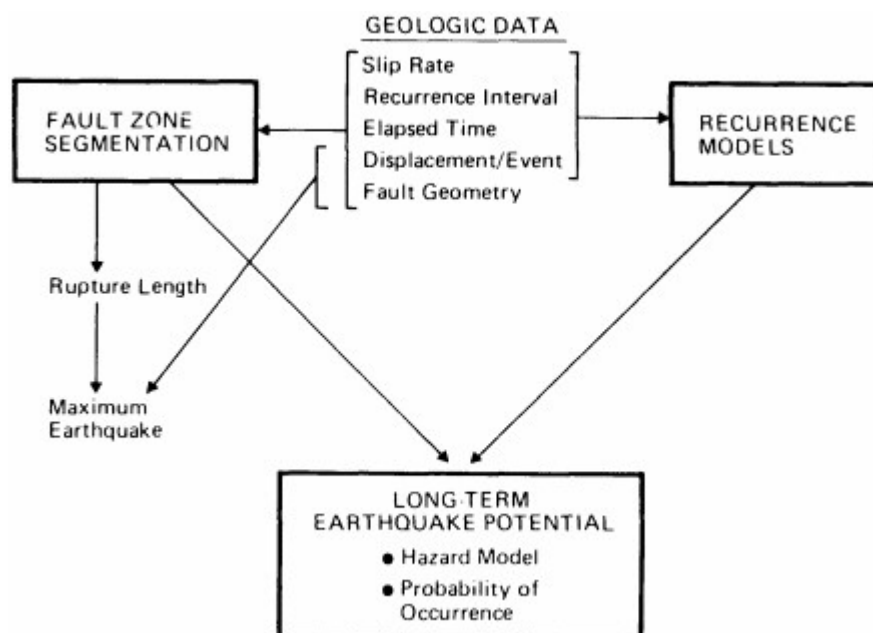 GEOLOGIC DATA
Slip Rate
Recurrence Interval
Elapsed Time
Displacement/Event
Fault Geometry
FAULT ZONE
SEGMENTATION
RECURRENCE
MODELS
Rupture Length
Maximum
Earthquake
LONG-TERM
EARTHQUAKE POTENTIAL
● Hazard Model
● Probability of
Occurrence